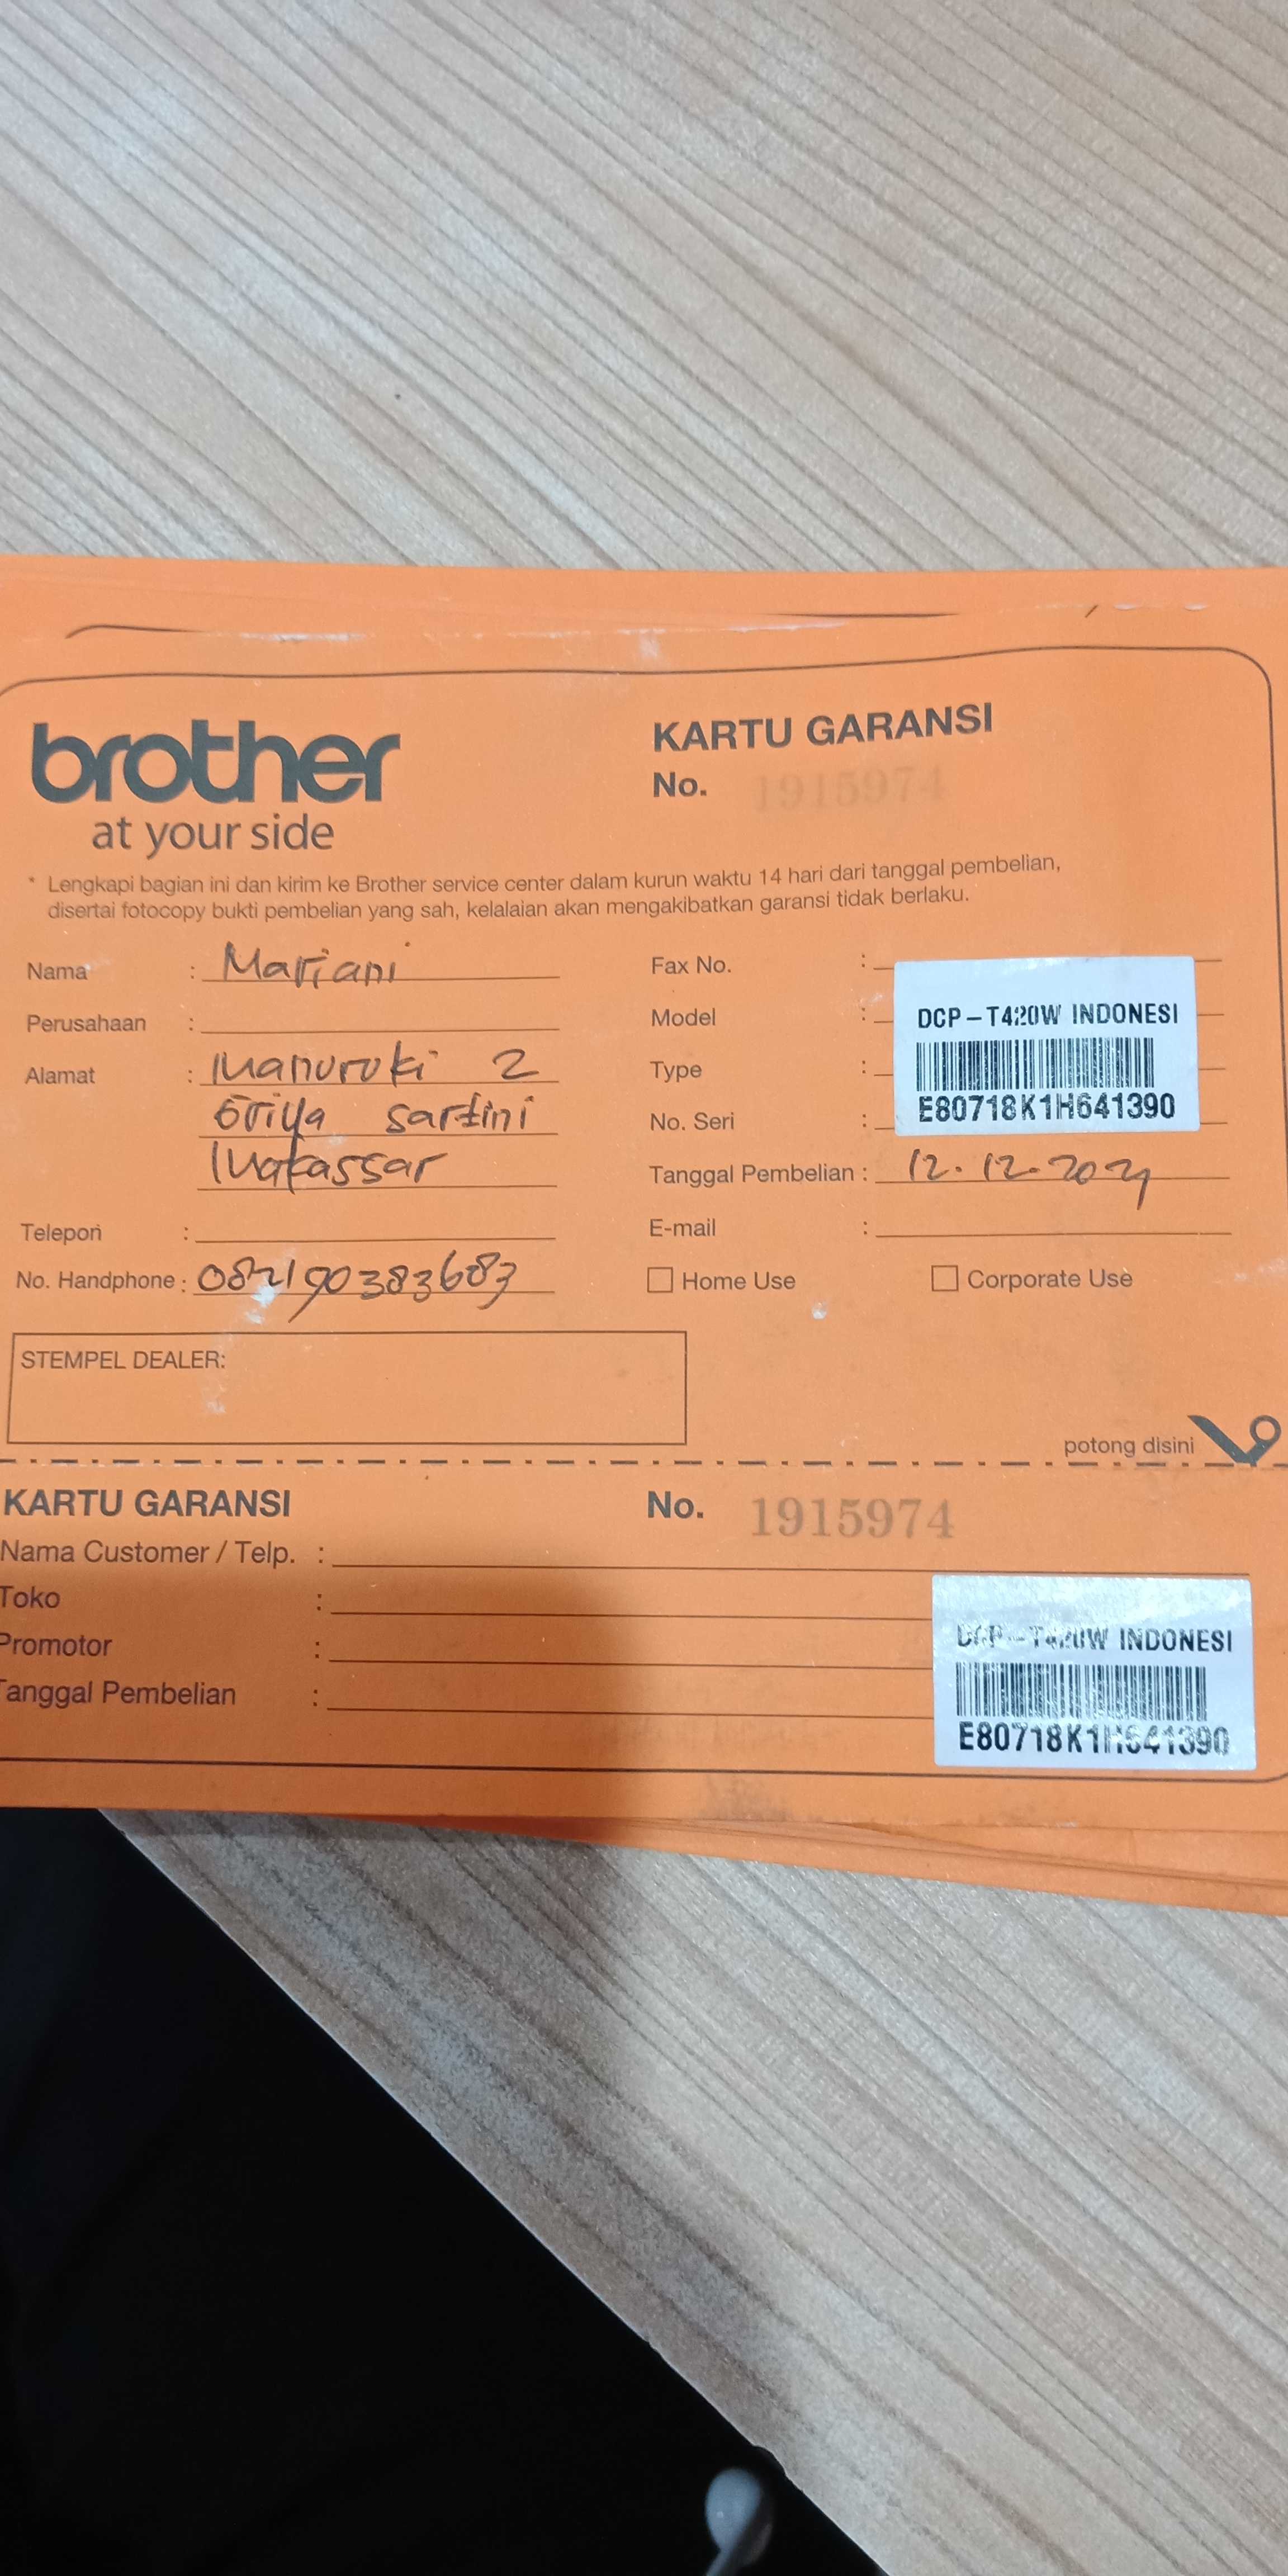 brother
at your side
KARTU GARANSI
No. 1915974
* Lengkapi bagian ini dan kirim ke Brother service center dalam kurun waktu 14 hari dari tanggal pembelian,
disertai fotocopy bukti pembelian yang sah, kelalaian akan mengakibatkan garansi tidak berlaku.
Nama : Mariani
Perusahaan :
Alamat : Manuruki 2
Griya Sartini
Makassar
Telepon :
No. Handphone : 082190383683
Fax No. :
Model :
Type :
No. Seri :
DCP-T420W INDONESI
E80718K1H641390
Tanggal Pembelian : 12.12.2021
E-mail :
Home Use
Corporate Use
STEMPEL DEALER:
potong disini
KARTU GARANSI
No. 1915974
Nama Customer / Telp. :
Toko :
Promotor :
Tanggal Pembelian :
DCP-T420W INDONESI
E80718K1H641390